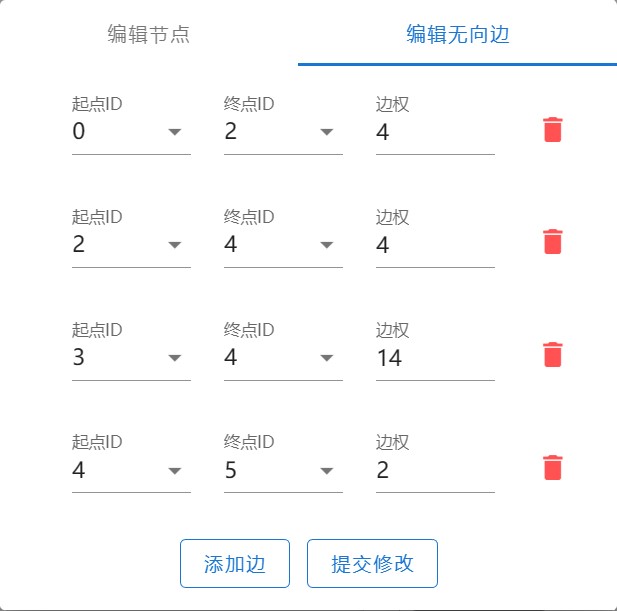 编辑节点 编辑无向边
起点ID 终点ID 边权
0 2 4
起点ID 终点ID 边权
2 4 4
起点ID 终点ID 边权
3 4 14
起点ID 终点ID 边权
4 5 2
添加边 提交修改